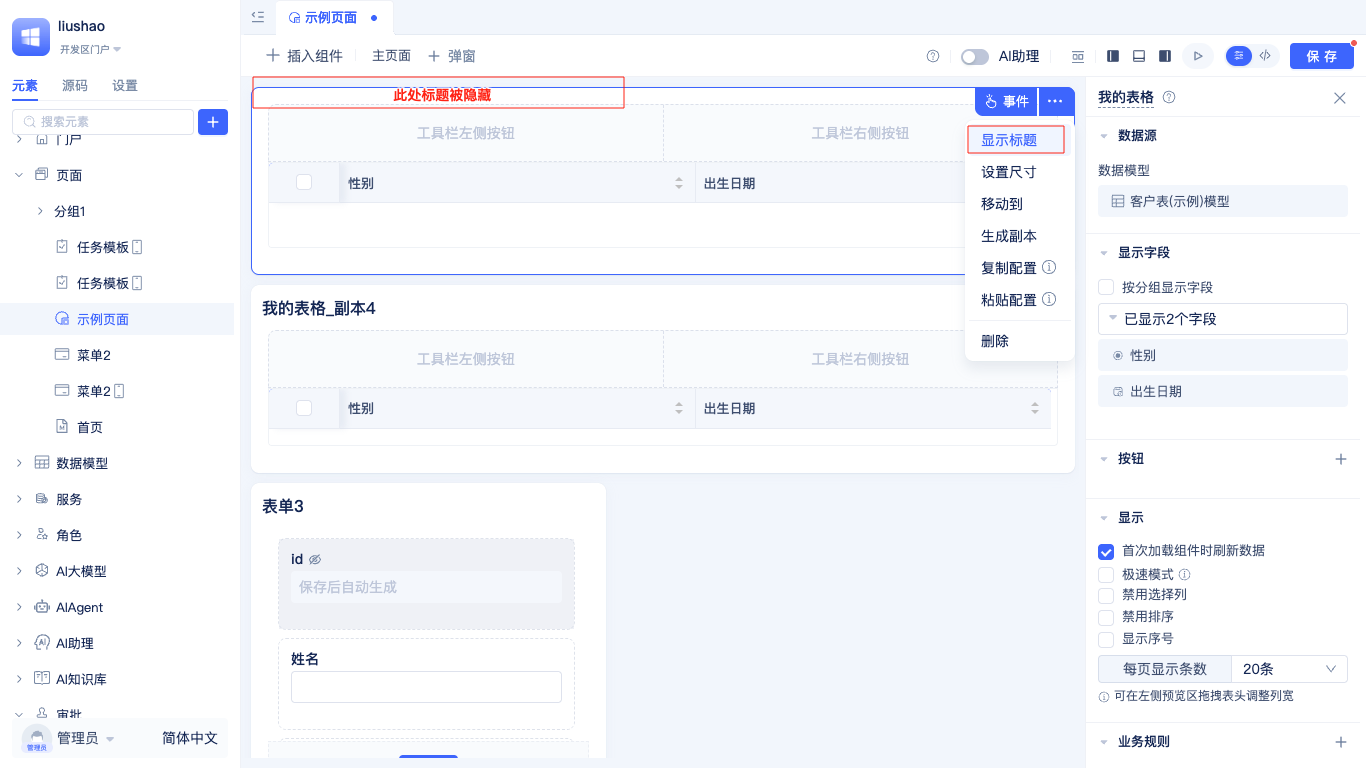 liushao
开发区门户
元素
源码
设置
搜索元素
门户
页面
分组1
任务模板
任务模板
示例页面
菜单2
菜单2
首页
数据模型
服务
角色
AI大模型
AIAgent
AI助理
AI知识库
审批
管理员
管理员
简体中文
示例页面
插入组件
主页面
弹窗
AI助理
保 存
此处标题被隐藏
事件
工具栏左侧按钮
工具栏右侧按钮
性别
出生日期
显示标题
设置尺寸
移动到
生成副本
复制配置
粘贴配置
删除
我的表格_副本4
工具栏左侧按钮
工具栏右侧按钮
性别
出生日期
表单3
id
保存后自动生成
姓名
我的表格
数据源
数据模型
客户表(示例)模型
显示字段
按分组显示字段
已显示2个字段
性别
出生日期
按钮
显示
首次加载组件时刷新数据
极速模式
禁用选择列
禁用排序
显示序号
每页显示条数
20条
可在左侧预览区拖拽表头调整列宽
业务规则